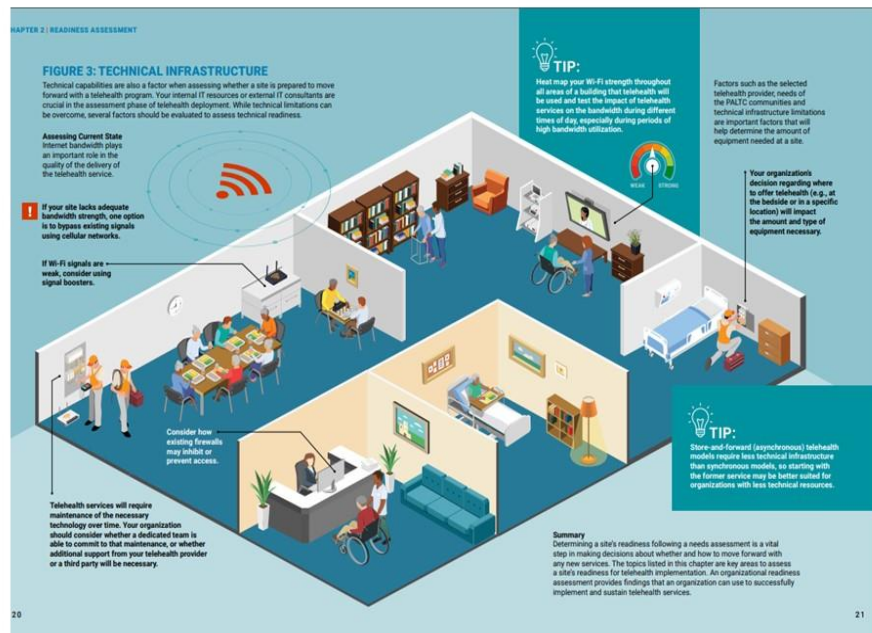 HAPTER 2 | READINESS ASSESSMENT
FIGURE 3: TECHNICAL INFRASTRUCTURE
Technical capabilities are also a factor when assessing whether a site is prepared to move
forward with a telehealth program. Your internal IT resources or external IT consultants are
crucial in the assessment phase of telehealth deployment. While technical limitations can
be overcome, several factors should be evaluated to assess technical readiness.
Assessing Current State
Internet bandwidth plays
an important role in the
quality of the delivery of
the telehealth service.
!
If your site lacks adequate
bandwidth strength, one option
is to bypass existing signals
using cellular networks.
If Wi-Fi signals are
weak, consider using
signal boosters.
Consider how
existing firewalls
may inhibit or
prevent access.
Telehealth services will require
maintenance of the necessary
technology over time. Your organization
should consider whether a dedicated team is
able to commit to that maintenance, or whether
additional support from your telehealth provider
or a third party will be necessary.
20
TIP:
Heat map your Wi-Fi strength throughout
all areas of a building that telehealth will
be used and test the impact of telehealth
services on the bandwidth during different
times of day, especially during periods of
high bandwidth utilization.
WEAK STRONG
Factors such as the selected
telehealth provider, needs of
the PALTC communities and
technical infrastructure limitations
are important factors that will
help determine the amount of
equipment needed at a site.
Your organization's
decision regarding where
to offer telehealth (e.g., at
the bedside or in a specific
location) will impact
the amount and type of
equipment necessary.
TIP:
Store-and-forward (asynchronous) telehealth
models require less technical infrastructure
than synchronous models, so starting with
the former service may be better suited for
organizations with less technical resources.
Summary
Determining a site's readiness following a needs assessment is a vital
step in making decisions about whether and how to move forward with
any new services. The topics listed in this chapter are key areas to assess
a site's readiness for telehealth implementation. An organizational readiness
assessment provides findings that an organization can use to successfully
implement and sustain telehealth services.
21